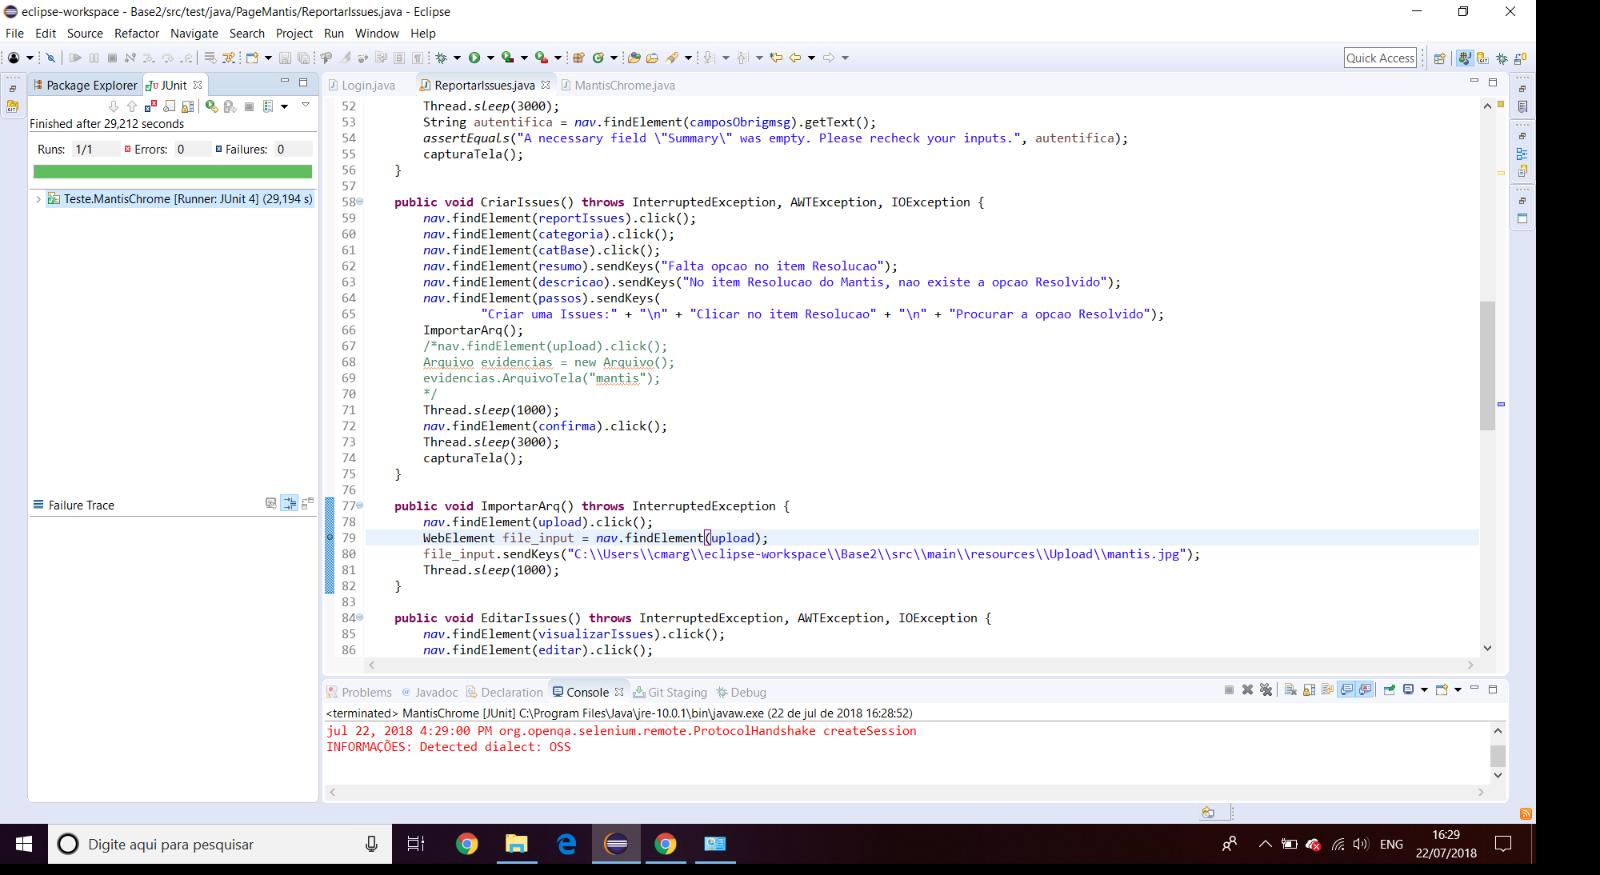 eclipse-workspace - Base2/src/test/java/PageMantis/ReportarIssues.java - Eclipse
File Edit Source Refactor Navigate Search Project Run Window Help
Quick Access
Package Explorer JUnit
Login.java ReportarIssues.java MantisChrome.java
Finished after 29,212 seconds
Runs: 1/1 Errors: 0 Failures: 0
Teste.MantisChrome [Runner: JUnit 4] (29,194 s)
Failure Trace
52 Thread.sleep(3000);
53 String autentifica = nav.findElement(camposObrigmsg).getText();
54 assertEquals("A necessary field \"Summary\" was empty. Please recheck your inputs.", autentifica);
55 capturaTela();
56 }
57
58 public void CriarIssues() throws InterruptedException, AWTException, IOException {
59 nav.findElement(reportIssues).click();
60 nav.findElement(categoria).click();
61 nav.findElement(catBase).click();
62 nav.findElement(resumo).sendKeys("Falta opcao no item Resolucao");
63 nav.findElement(descricao).sendKeys("No item Resolucao do Mantis, nao existe a opcao Resolvido");
64 nav.findElement(passos).sendKeys(
65 "Criar uma Issues:" + "\n" + "Clicar no item Resolucao" + "\n" + "Procurar a opcao Resolvido");
66 ImportarArq();
67 /*nav.findElement(upload).click();
68 Arquivo evidencias = new Arquivo();
69 evidencias.ArquivoTela("mantis");
70 */
71 Thread.sleep(1000);
72 nav.findElement(confirma).click();
73 Thread.sleep(3000);
74 capturaTela();
75 }
76
77 public void ImportarArq() throws InterruptedException {
78 nav.findElement(upload).click();
79 WebElement file_input = nav.findElement(upload);
80 file_input.sendKeys("C:\\Users\\cmarg\\eclipse-workspace\\Base2\\src\\main\\resources\\Upload\\mantis.jpg");
81 Thread.sleep(1000);
82 }
83
84 public void EditarIssues() throws InterruptedException, AWTException, IOException {
85 nav.findElement(visualizarIssues).click();
86 nav.findElement(editar).click();
Problems Javadoc Declaration Console Git Staging Debug
<terminated> MantisChrome [JUnit] C:\Program Files\Java\jre-10.0.1\bin\javaw.exe (22 de jul de 2018 16:28:52)
jul 22, 2018 4:29:00 PM org.openqa.selenium.remote.ProtocolHandshake createSession
INFORMAÇÕES: Detected dialect: OSS
Digite aqui para pesquisar
ENG
16:29
22/07/2018